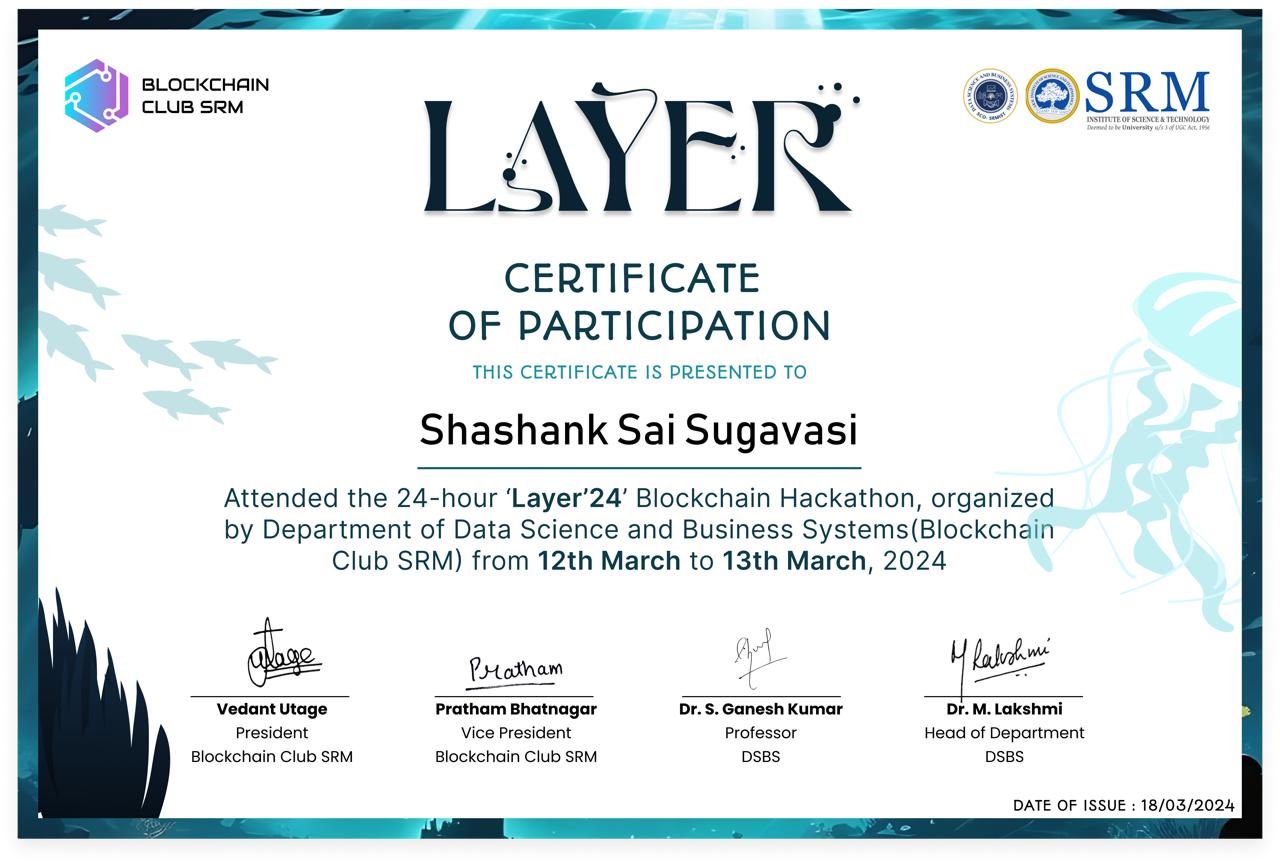 BLOCKCHAIN
CLUB SRM
LAYER
SRM
INSTITUTE OF SCIENCE & TECHNOLOGY
Deemed to be University u/s 3 of UGC Act, 1956
CERTIFICATE
OF PARTICIPATION
THIS CERTIFICATE IS PRESENTED TO
Shashank Sai Sugavasi
Attended the 24-hour ‘Layer’24’ Blockchain Hackathon, organized
by Department of Data Science and Business Systems(Blockchain
Club SRM) from 12th March to 13th March, 2024
Utage
Pratham
M Lakshmi
Vedant Utage
Pratham Bhatnagar
Dr. S. Ganesh Kumar
Dr. M. Lakshmi
President
Vice President
Professor
Head of Department
Blockchain Club SRM
Blockchain Club SRM
DSBS
DSBS
DATE OF ISSUE : 18/03/2024